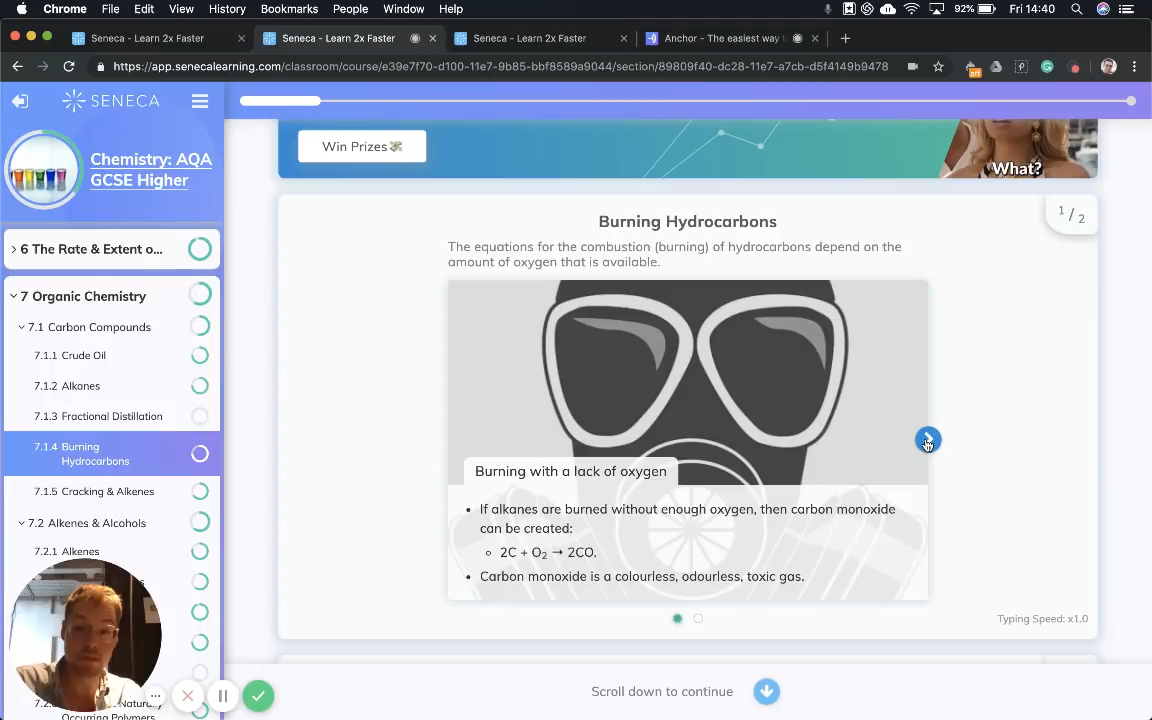 Chrome File Edit View History Bookmarks People Window Help 92% Fri 14:40
Seneca - Learn 2x Faster Seneca - Learn 2x Faster Seneca - Learn 2x Faster Anchor - The easiest way
https://app.senecalearning.com/classroom/course/e39e7f70-d100-11e7-9b85-bbf8589a9044/section/89809f40-dc28-11e7-a7cb-d5f4149b9478
off
SENECA
Chemistry: AQA
GCSE Higher
6 The Rate & Extent o...
7 Organic Chemistry
7.1 Carbon Compounds
7.1.1 Crude Oil
7.1.2 Alkanes
7.1.3 Fractional Distillation
7.1.4 Burning
Hydrocarbons
7.1.5 Cracking & Alkenes
7.2 Alkenes & Alcohols
7.2.1 Alkenes
Occurring Polymers
Win Prizes💸
What?
1 / 2
Burning Hydrocarbons
The equations for the combustion (burning) of hydrocarbons depend on the
amount of oxygen that is available.
Burning with a lack of oxygen
• If alkanes are burned without enough oxygen, then carbon monoxide
can be created:
◦ 2C + O₂ → 2CO.
• Carbon monoxide is a colourless, odourless, toxic gas.
Typing Speed: x1.0
Scroll down to continue